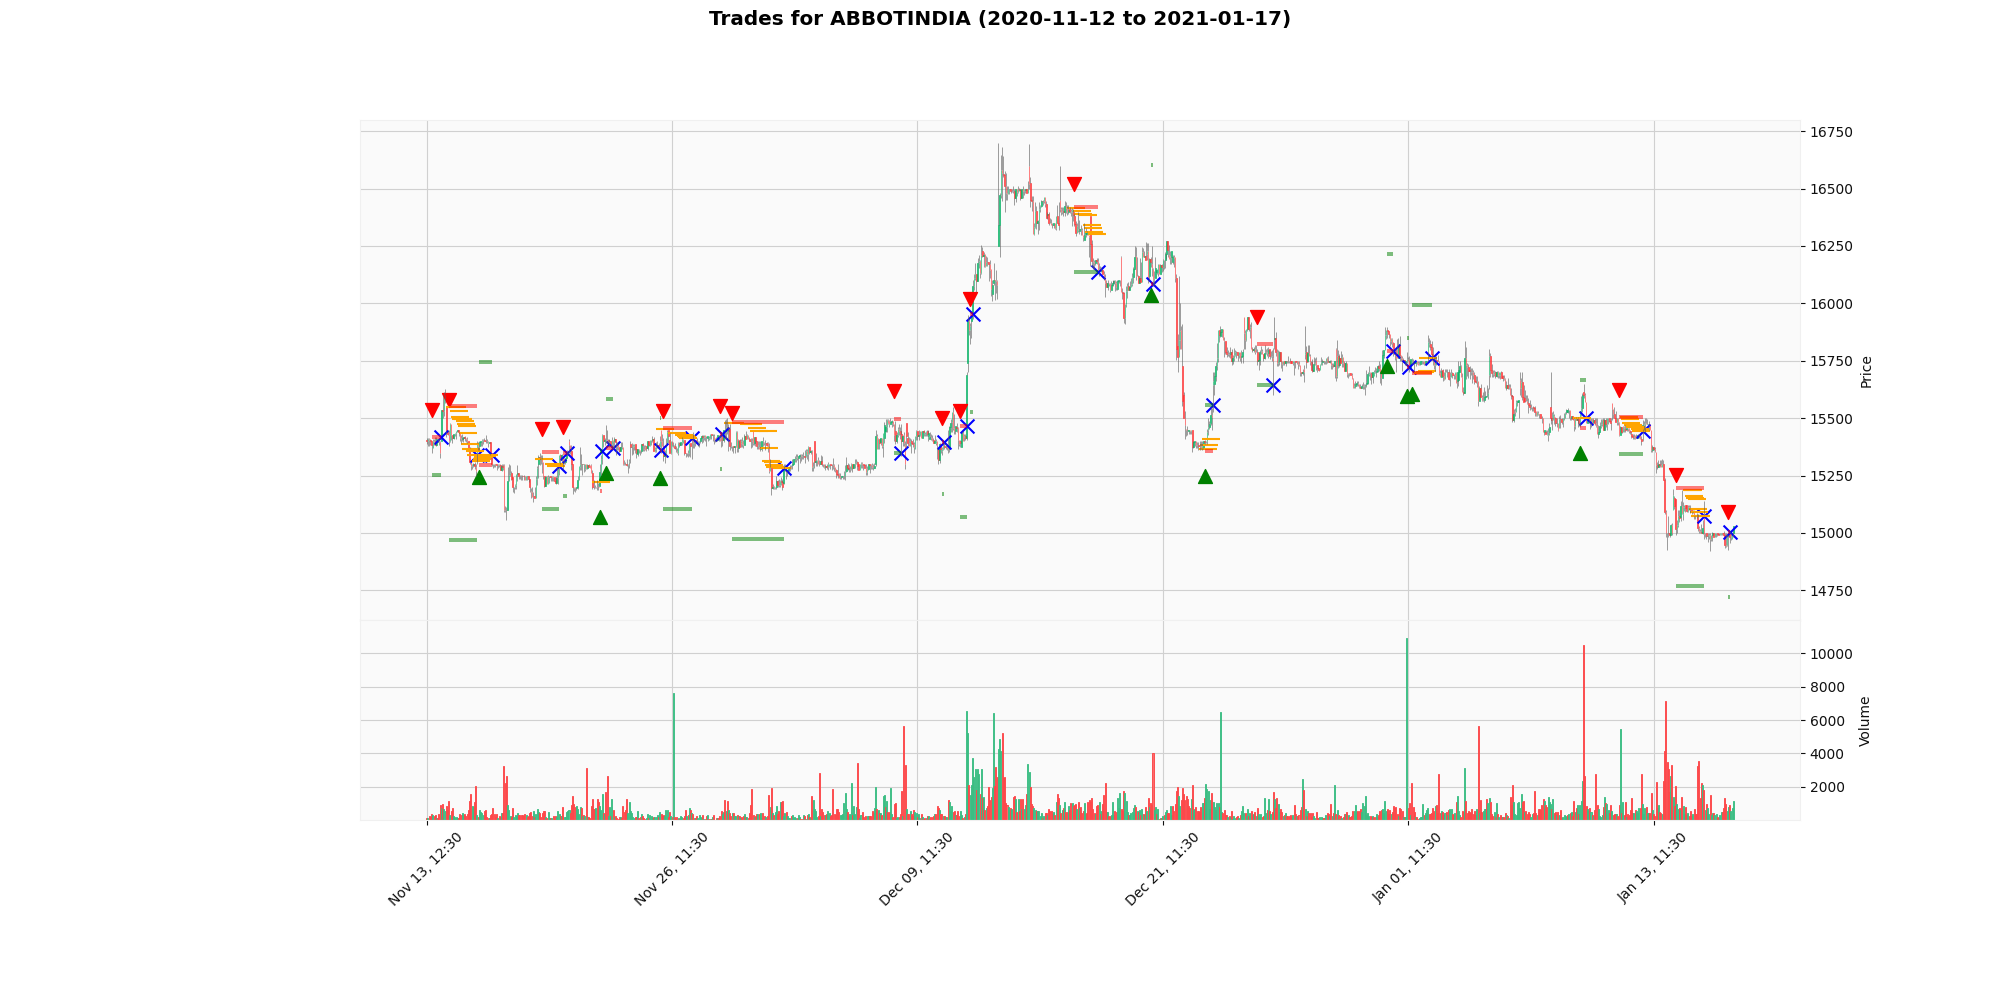 Trades for ABBOTINDIA (2020-11-12 to 2021-01-17)
16750
16500
16250
16000
15750
15500
15250
15000
14750
Price
10000
8000
6000
4000
2000
Volume
Nov 13, 12:30
Nov 26, 11:30
Dec 09, 11:30
Dec 21, 11:30
Jan 01, 11:30
Jan 13, 11:30